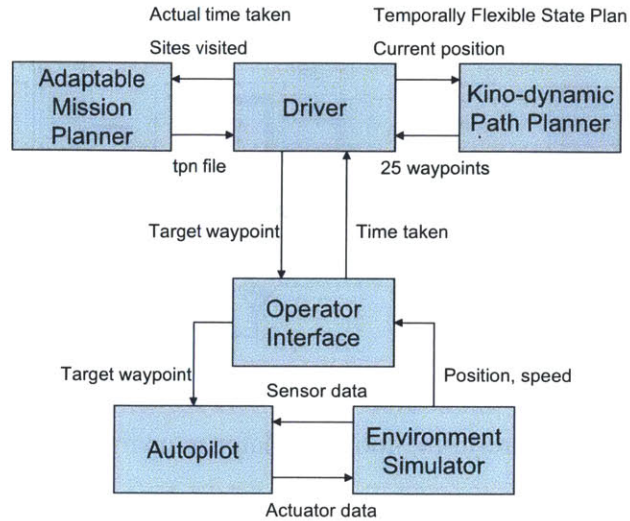 Actual time taken
Temporally Flexible State Plan
Sites visited
Current position
Adaptable
Mission
Planner
Driver
Kino-dynamic
Path Planner
tpn file
25 waypoints
Target waypoint
Time taken
Operator
Interface
Target waypoint
Position, speed
Sensor data
Autopilot
Environment
Simulator
Actuator data